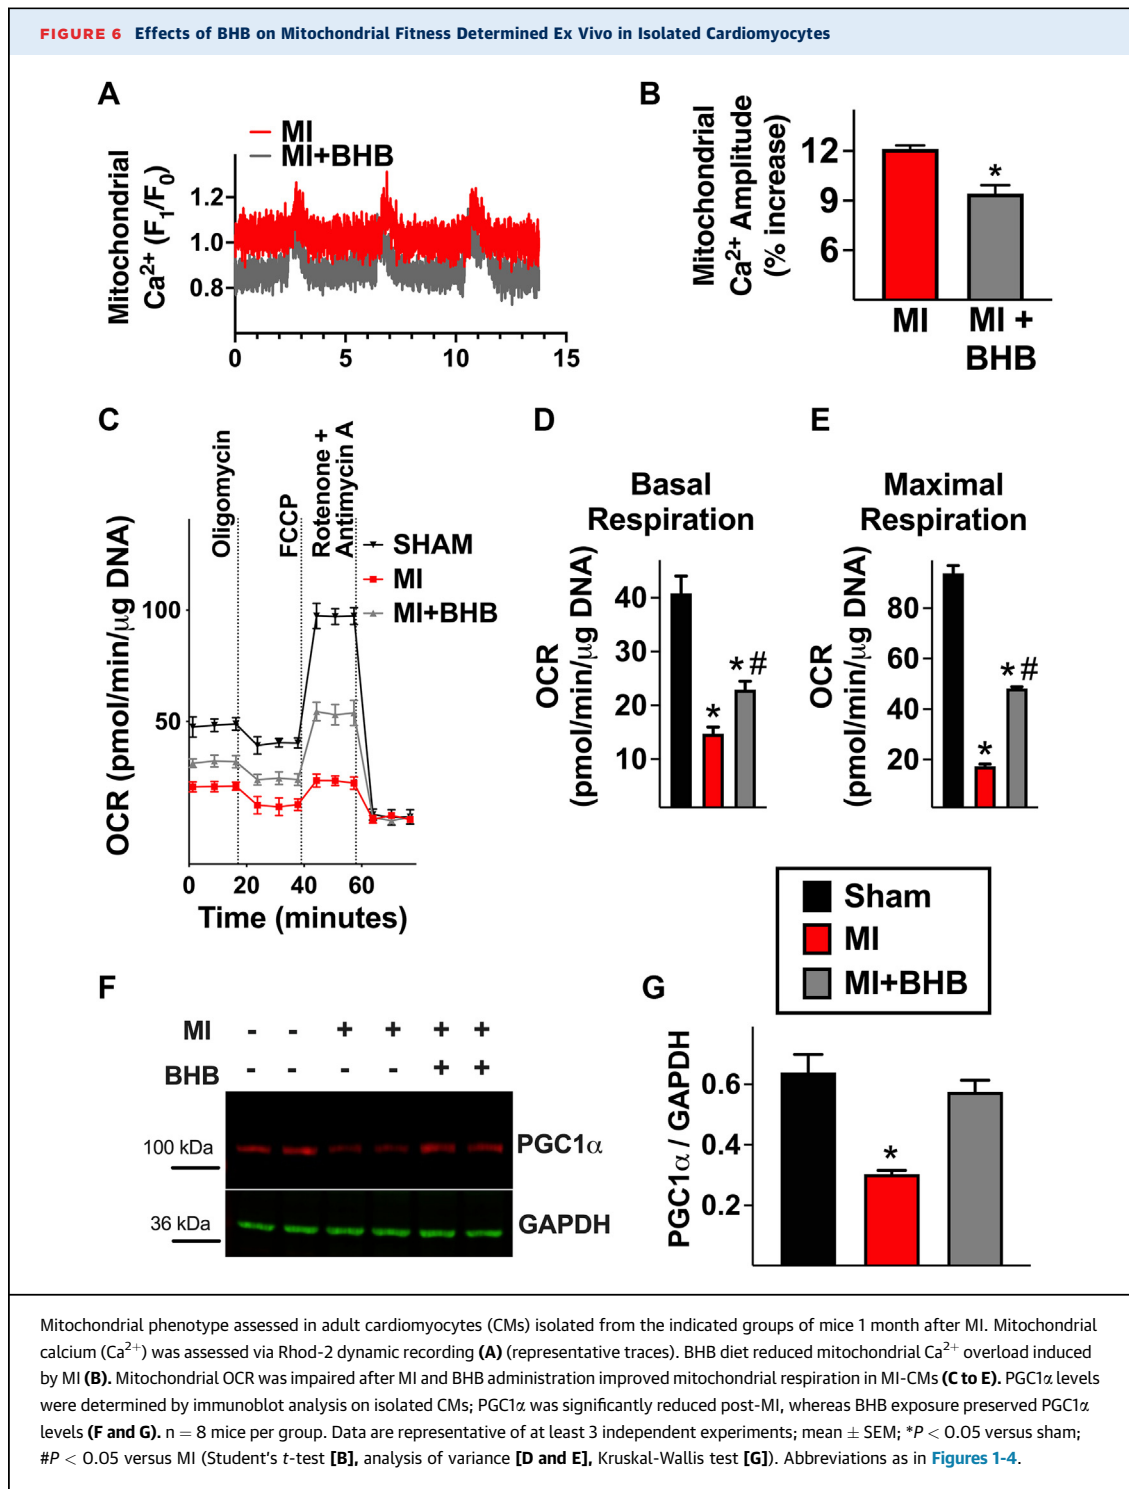 FIGURE 6 Effects of BHB on Mitochondrial Fitness Determined Ex Vivo in Isolated Cardiomyocytes
A
MI
MI+BHB
Mitochondrial
Ca2+ (F1/F0)
1.2
1.0
0.8
0
5
10
15
B
Mitochondrial
Ca2+ Amplitude
(% increase)
12
9
6
*
MI
MI +
BHB
C
Oligomycin
FCCP
Rotenone +
Antimycin A
SHAM
MI
MI+BHB
OCR (pmol/min/µg DNA)
100
50
0
20
40
60
Time (minutes)
D
Basal
Respiration
OCR
(pmol/min/µg DNA)
40
30
20
10
*
*#
E
Maximal
Respiration
OCR
(pmol/min/µg DNA)
80
60
40
20
*
*#
Sham
MI
MI+BHB
F
MI - - + + + +
BHB - - - - + +
100 kDa
PGC1α
36 kDa
GAPDH
G
PGC1α / GAPDH
0.6
0.4
0.2
*
Mitochondrial phenotype assessed in adult cardiomyocytes (CMs) isolated from the indicated groups of mice 1 month after MI. Mitochondrial
calcium (Ca2+) was assessed via Rhod-2 dynamic recording (A) (representative traces). BHB diet reduced mitochondrial Ca2+ overload induced
by MI (B). Mitochondrial OCR was impaired after MI and BHB administration improved mitochondrial respiration in MI-CMs (C to E). PGC1α levels
were determined by immunoblot analysis on isolated CMs; PGC1α was significantly reduced post-MI, whereas BHB exposure preserved PGC1α
levels (F and G). n = 8 mice per group. Data are representative of at least 3 independent experiments; mean ± SEM; *P < 0.05 versus sham;
#P < 0.05 versus MI (Student's t-test [B], analysis of variance [D and E], Kruskal-Wallis test [G]). Abbreviations as in Figures 1-4.